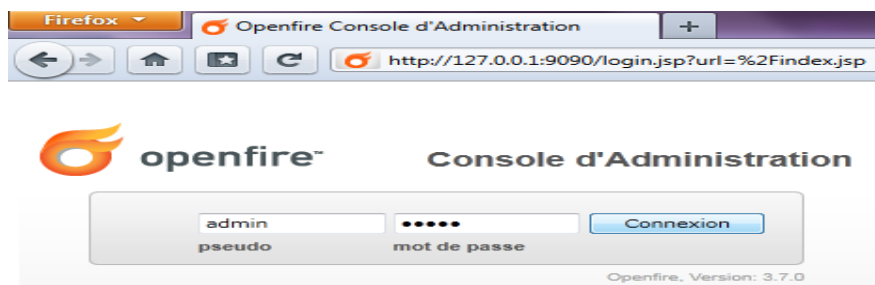 Firefox
Openfire Console d'Administration
http://127.0.0.1:9090/login.jsp?url=%2Findex.jsp
openfire™ Console d'Administration
admin ••••• Connexion
pseudo mot de passe
Openfire, Version: 3.7.0